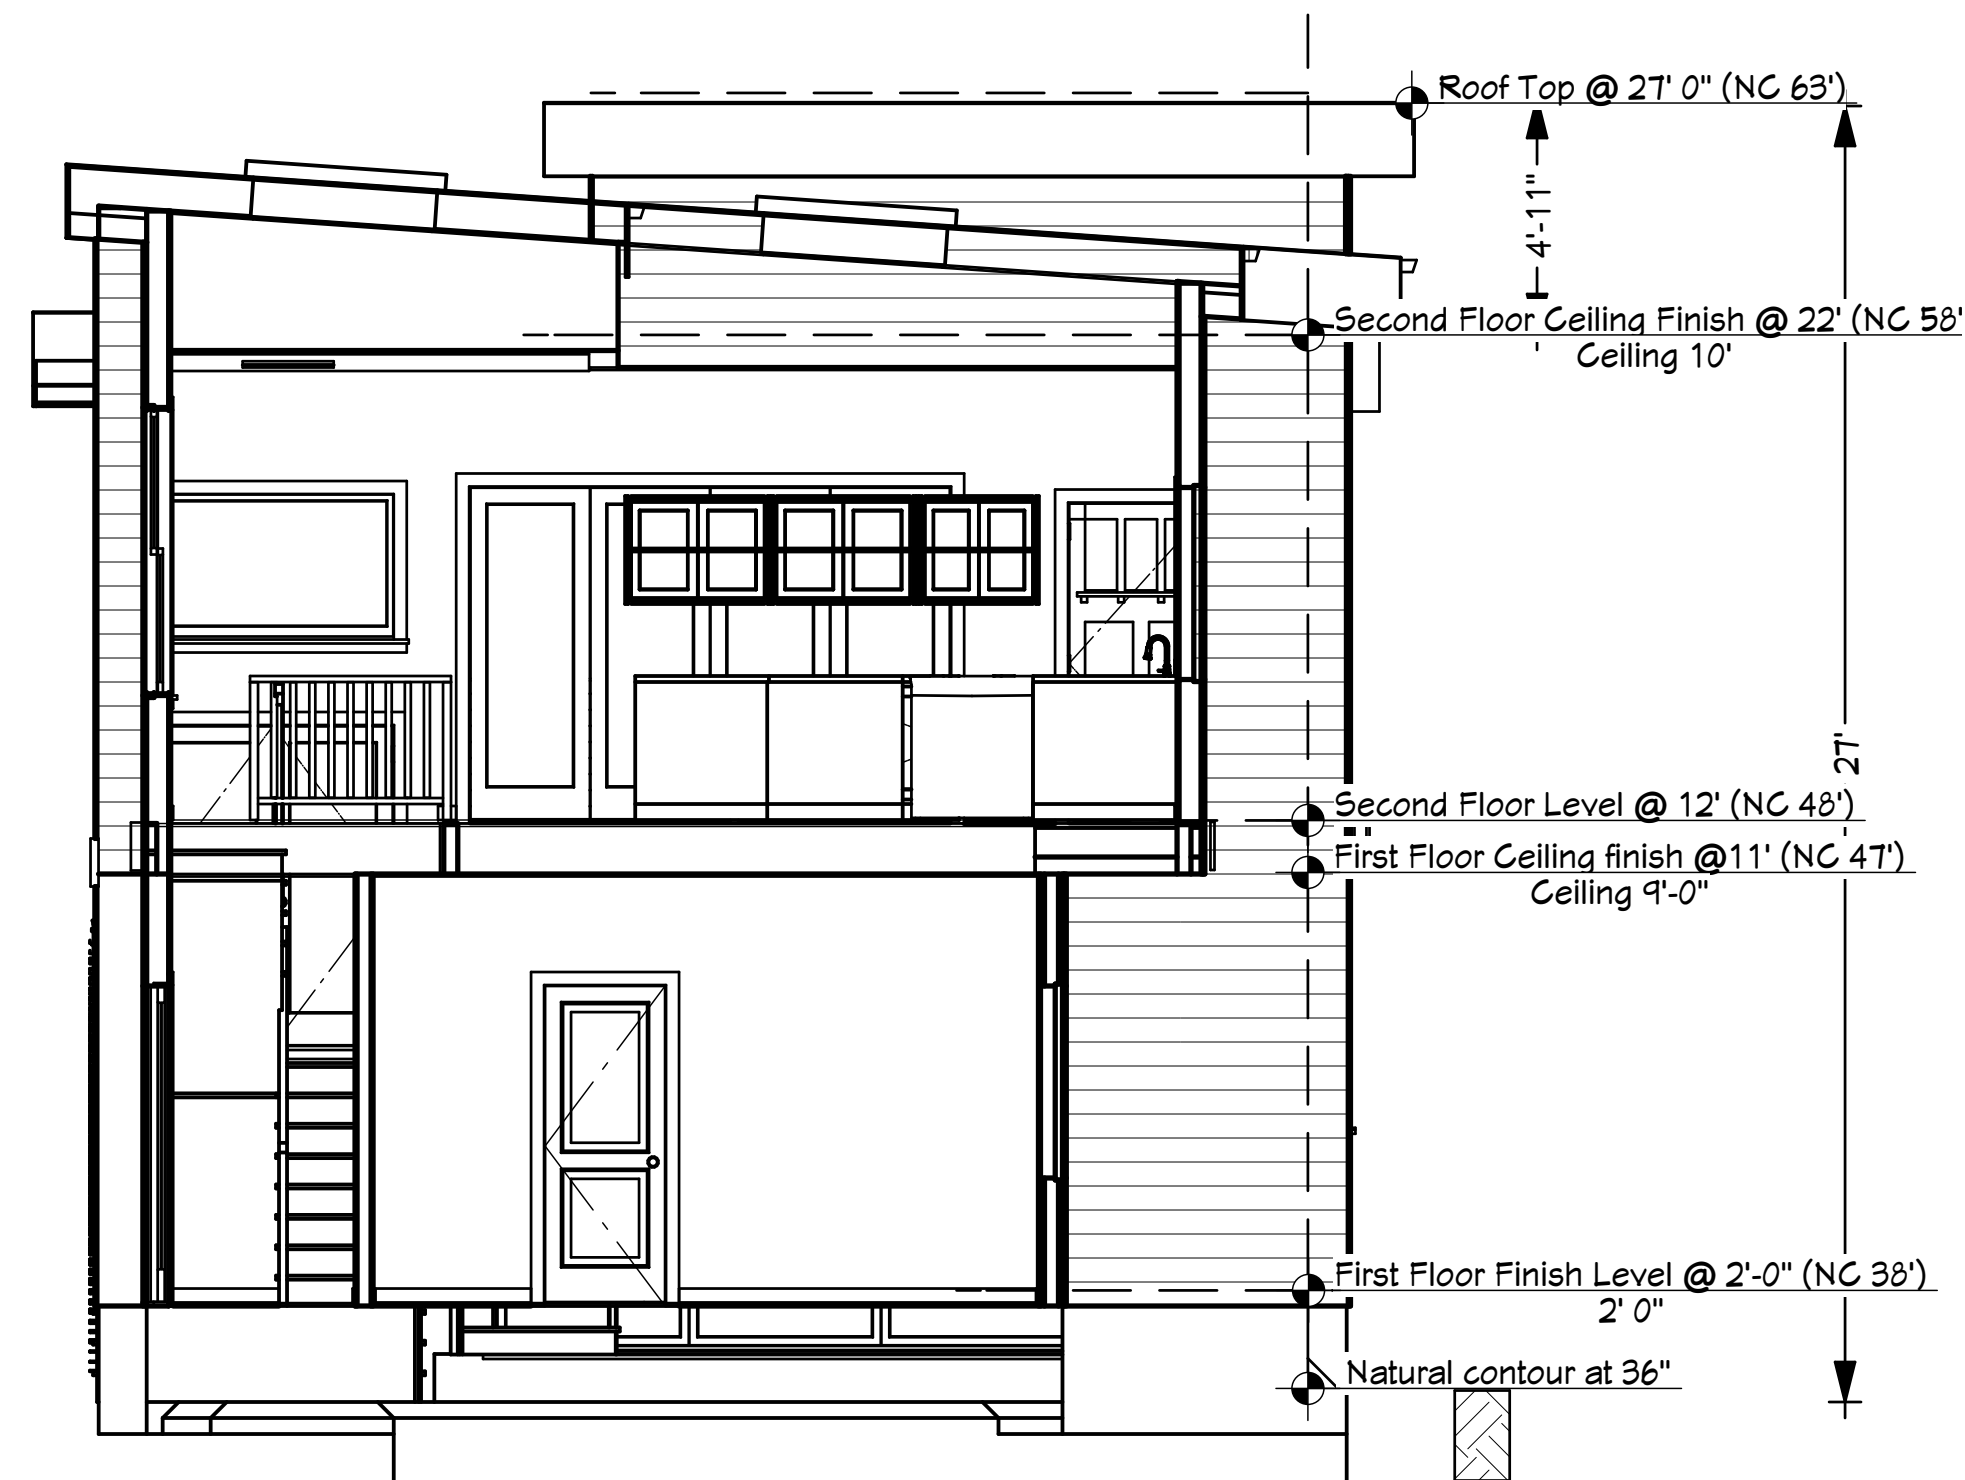 Roof Top @ 27' 0" (NC 63')
4'-11"
Second Floor Ceiling Finish @ 22' (NC 58'
Ceiling 10'
27'
Second Floor Level @ 12' (NC 48')
First Floor Ceiling finish @11' (NC 47')
Ceiling 9'-0"
First Floor Finish Level @ 2'-0" (NC 38')
2' 0"
Natural contour at 36"